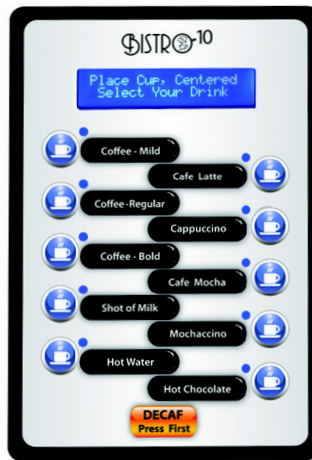 BISTRO-10
Place Cup, Centered
Select Your Drink
Coffee - Mild
Cafe Latte
Coffee-Regular
Cappuccino
Coffee - Bold
Cafe Mocha
Shot of Milk
Mochaccino
Hot Water
Hot Chocolate
DECAF
Press First